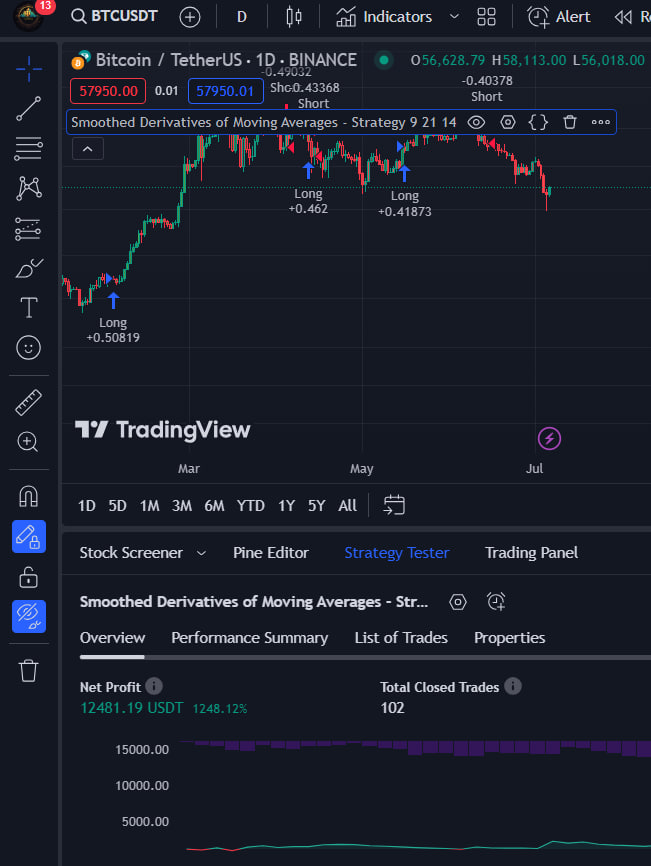 13
BTCUSDT
D
Indicators
Alert
Bitcoin / TetherUS · 1D · BINANCE
O56,628.79 H58,113.00 L56,018.00
57950.00
0.01
57950.01
-0.49032
-0.43368
Short
-0.40378
Short
Smoothed Derivatives of Moving Averages - Strategy 9 21 14
Long
+0.462
Long
+0.41873
Long
+0.50819
TradingView
Mar
May
Jul
1D 5D 1M 3M 6M YTD 1Y 5Y All
Stock Screener
Pine Editor
Strategy Tester
Trading Panel
Smoothed Derivatives of Moving Averages - Str...
Overview
Performance Summary
List of Trades
Properties
Net Profit
Total Closed Trades
12481.19 USDT 1248.12%
102
15000.00
10000.00
5000.00